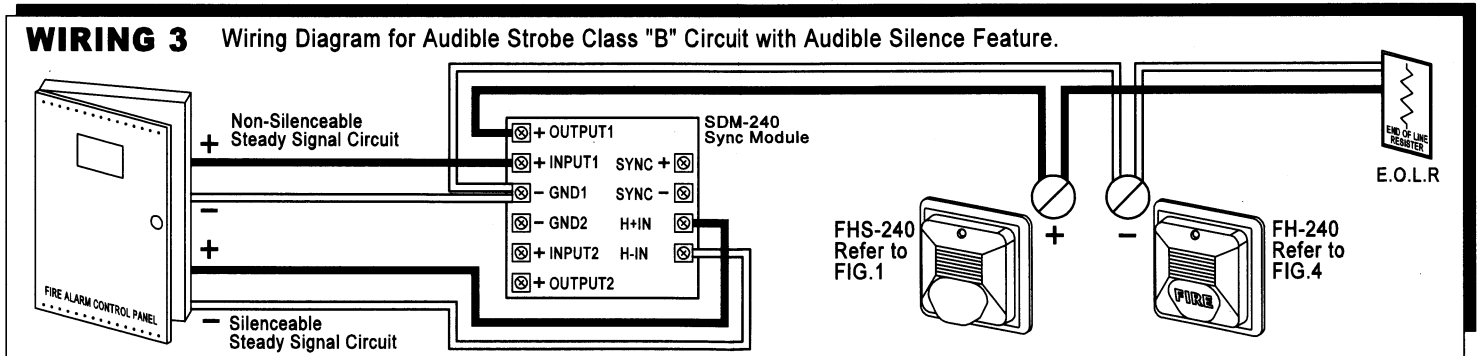 WIRING 3 Wiring Diagram for Audible Strobe Class "B" Circuit with Audible Silence Feature.
+ Non-Silenceable
Steady Signal Circuit
−
+
− Silenceable
Steady Signal Circuit
FIRE ALARM CONTROL PANEL
SDM-240
Sync Module
+ OUTPUT1
+ INPUT1 SYNC +
− GND1 SYNC −
− GND2 H+IN
+ INPUT2 H-IN
+ OUTPUT2
FHS-240
Refer to
FIG.1
+
−
FIRE
FH-240
Refer to
FIG.4
END OF LINE
RESISTER
E.O.L.R